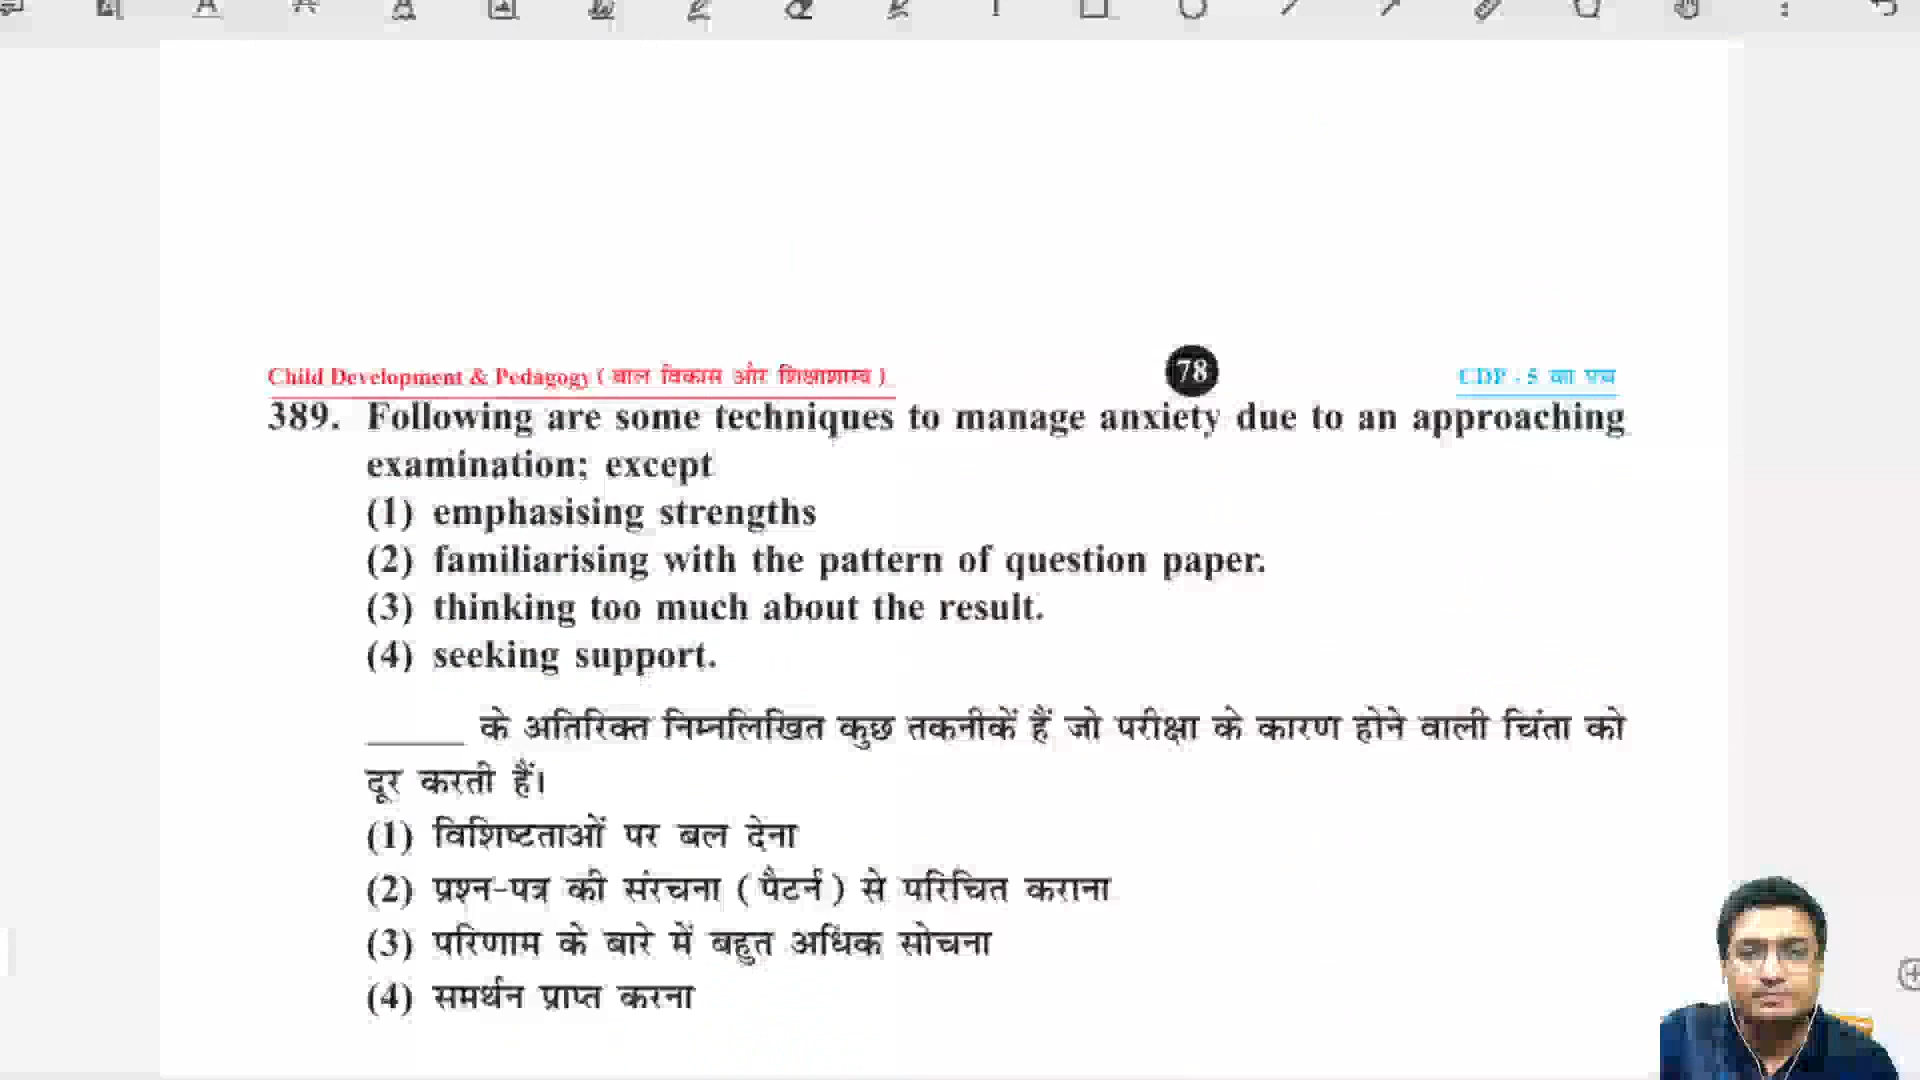 Child Development & Pedagogy ( बाल विकास और शिक्षाशास्त्र )
78
CDP - 5 का पंच
389. Following are some techniques to manage anxiety due to an approaching
examination; except
(1) emphasising strengths
(2) familiarising with the pattern of question paper.
(3) thinking too much about the result.
(4) seeking support.
______ के अतिरिक्त निम्नलिखित कुछ तकनीकें हैं जो परीक्षा के कारण होने वाली चिंता को
दूर करती हैं।
(1) विशिष्टताओं पर बल देना
(2) प्रश्न-पत्र की संरचना ( पैटर्न ) से परिचित कराना
(3) परिणाम के बारे में बहुत अधिक सोचना
(4) समर्थन प्राप्त करना